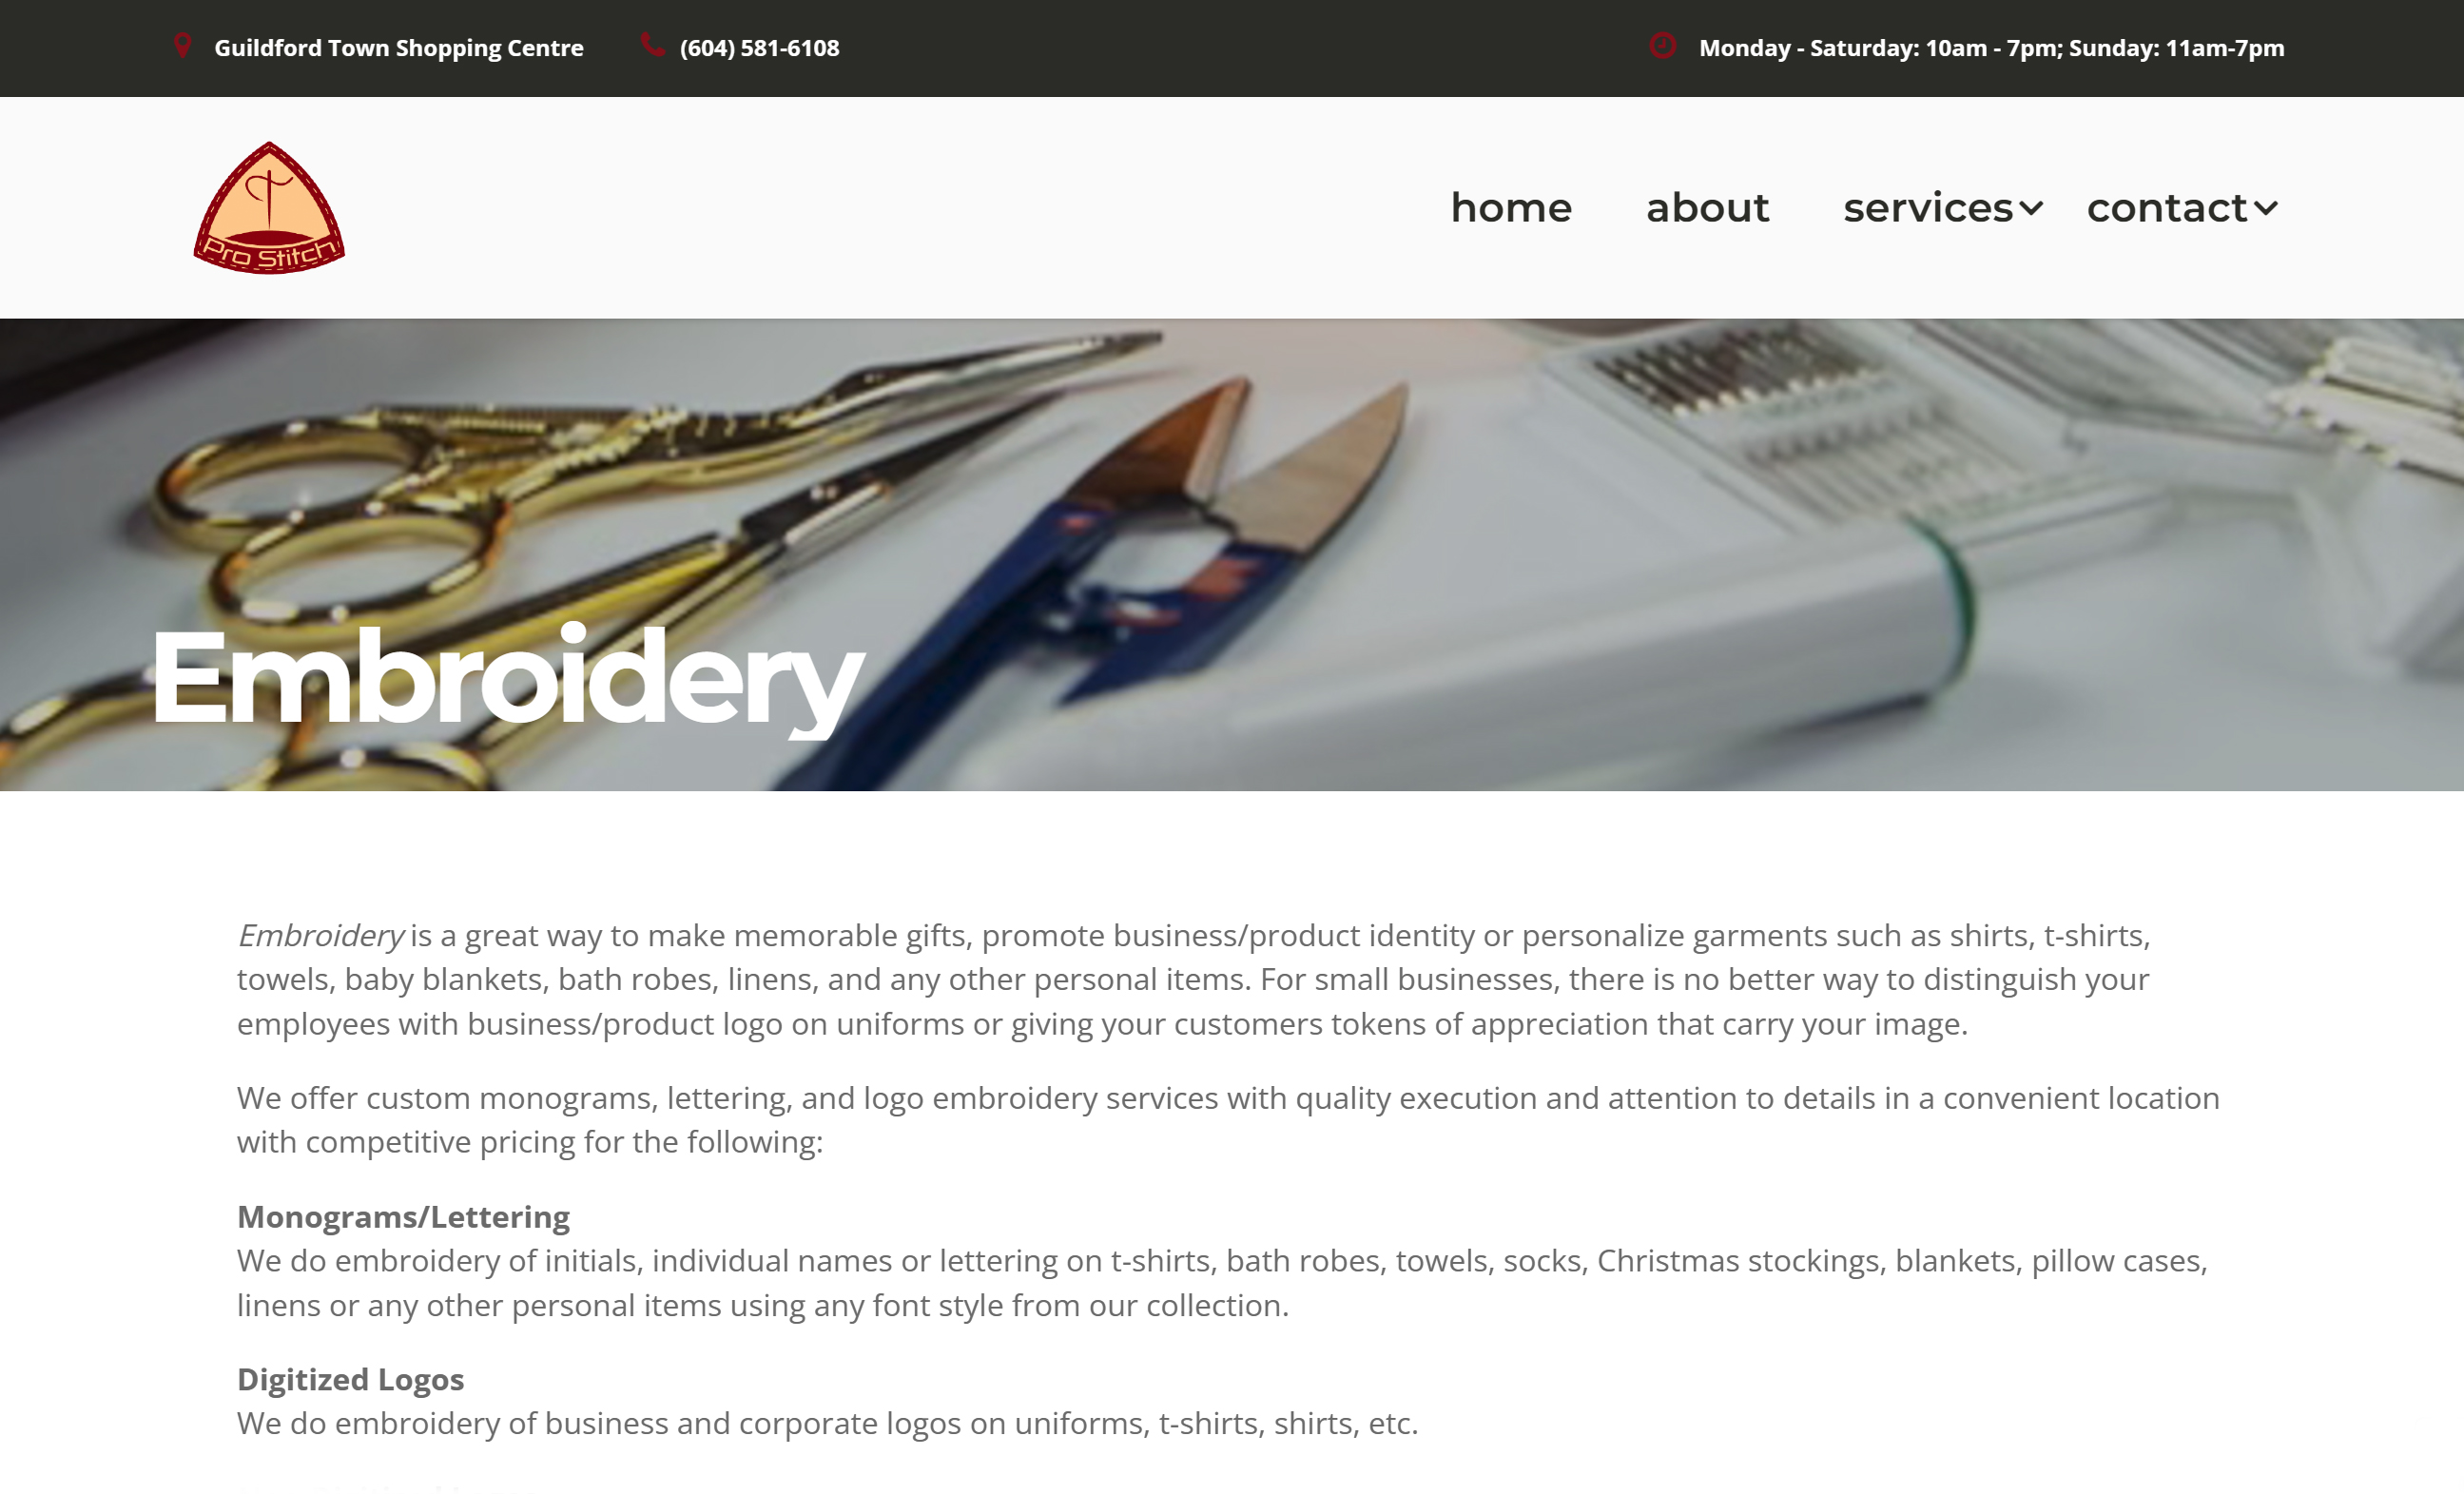 Guildford Town Shopping Centre (604) 581-6108 Monday - Saturday: 10am - 7pm; Sunday: 11am-7pm
Pro Stitch
home about services contact
Embroidery
Embroidery is a great way to make memorable gifts, promote business/product identity or personalize garments such as shirts, t-shirts,
towels, baby blankets, bath robes, linens, and any other personal items. For small businesses, there is no better way to distinguish your
employees with business/product logo on uniforms or giving your customers tokens of appreciation that carry your image.
We offer custom monograms, lettering, and logo embroidery services with quality execution and attention to details in a convenient location
with competitive pricing for the following:
Monograms/Lettering
We do embroidery of initials, individual names or lettering on t-shirts, bath robes, towels, socks, Christmas stockings, blankets, pillow cases,
linens or any other personal items using any font style from our collection.
Digitized Logos
We do embroidery of business and corporate logos on uniforms, t-shirts, shirts, etc.